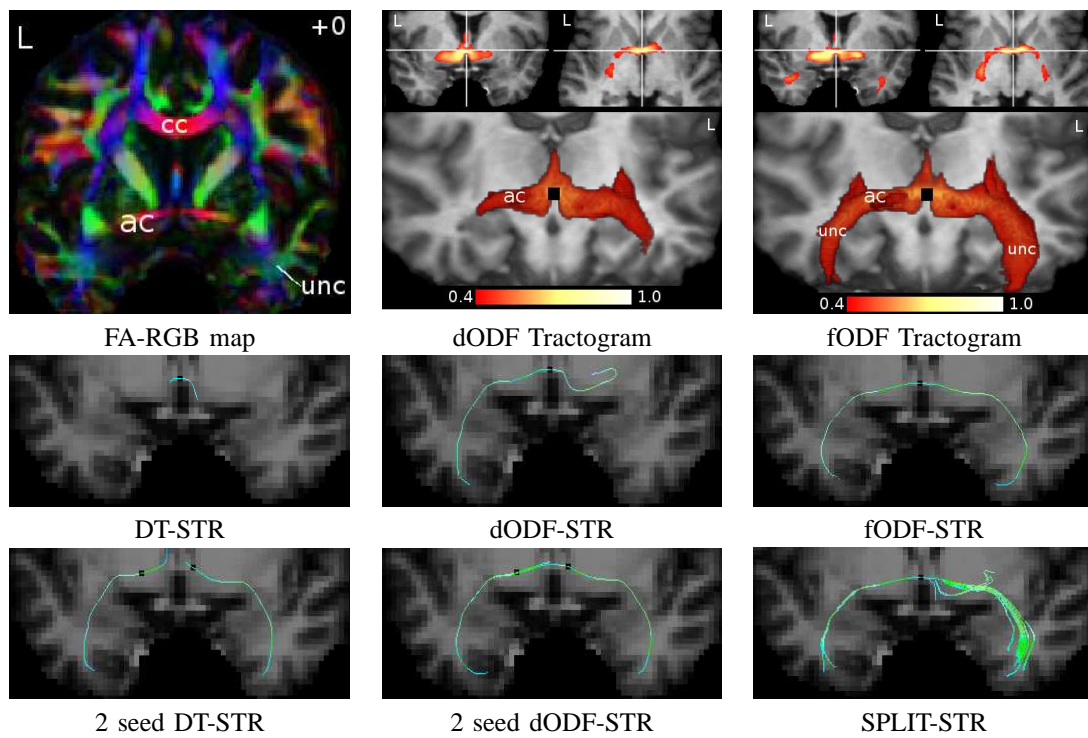 L
+0
cc
ac
unc
FA-RGB map
L
ac
0.4
1.0
dODF Tractogram
L
ac
unc
unc
0.4
1.0
fODF Tractogram
DT-STR
dODF-STR
fODF-STR
2 seed DT-STR
2 seed dODF-STR
SPLIT-STR